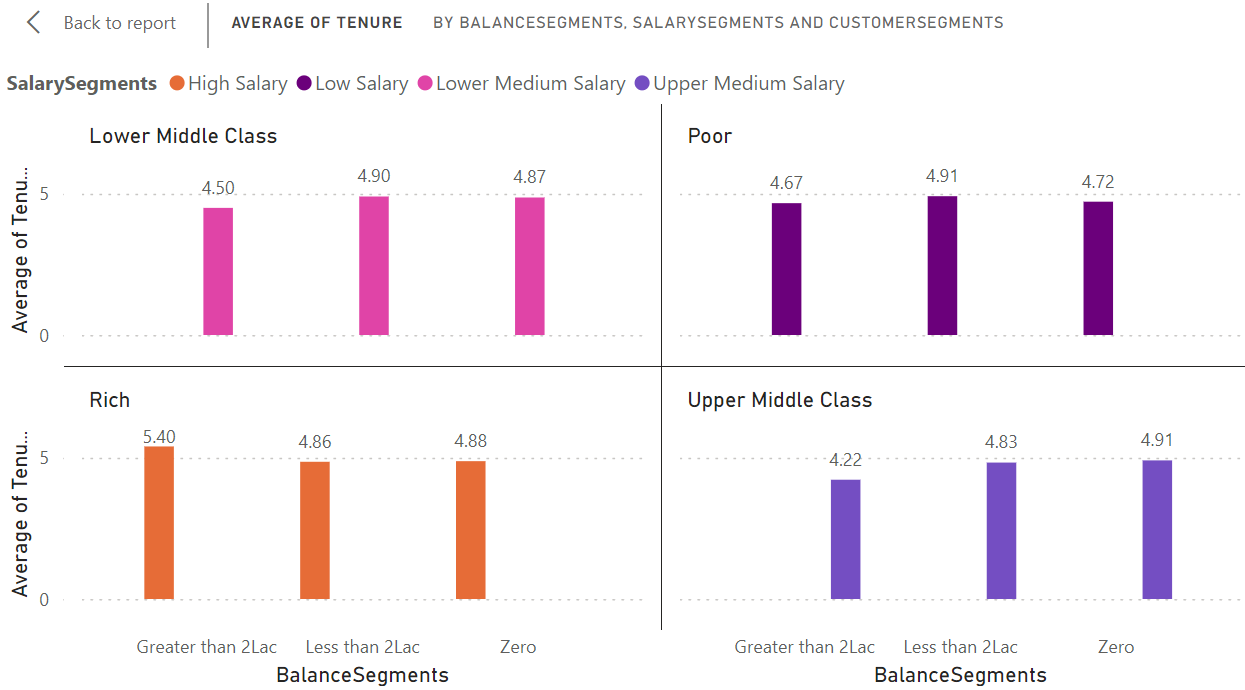 Back to report
AVERAGE OF TENURE BY BALANCESEGMENTS, SALARYSEGMENTS AND CUSTOMERSEGMENTS
SalarySegments High Salary Low Salary Lower Medium Salary Upper Medium Salary
Lower Middle Class
Average of Tenu...
5
0
4.50 4.90 4.87
Poor
4.67 4.91 4.72
Rich
Average of Tenu...
5
0
5.40 4.86 4.88
Upper Middle Class
4.22 4.83 4.91
Greater than 2Lac Less than 2Lac Zero
BalanceSegments
Greater than 2Lac Less than 2Lac Zero
BalanceSegments